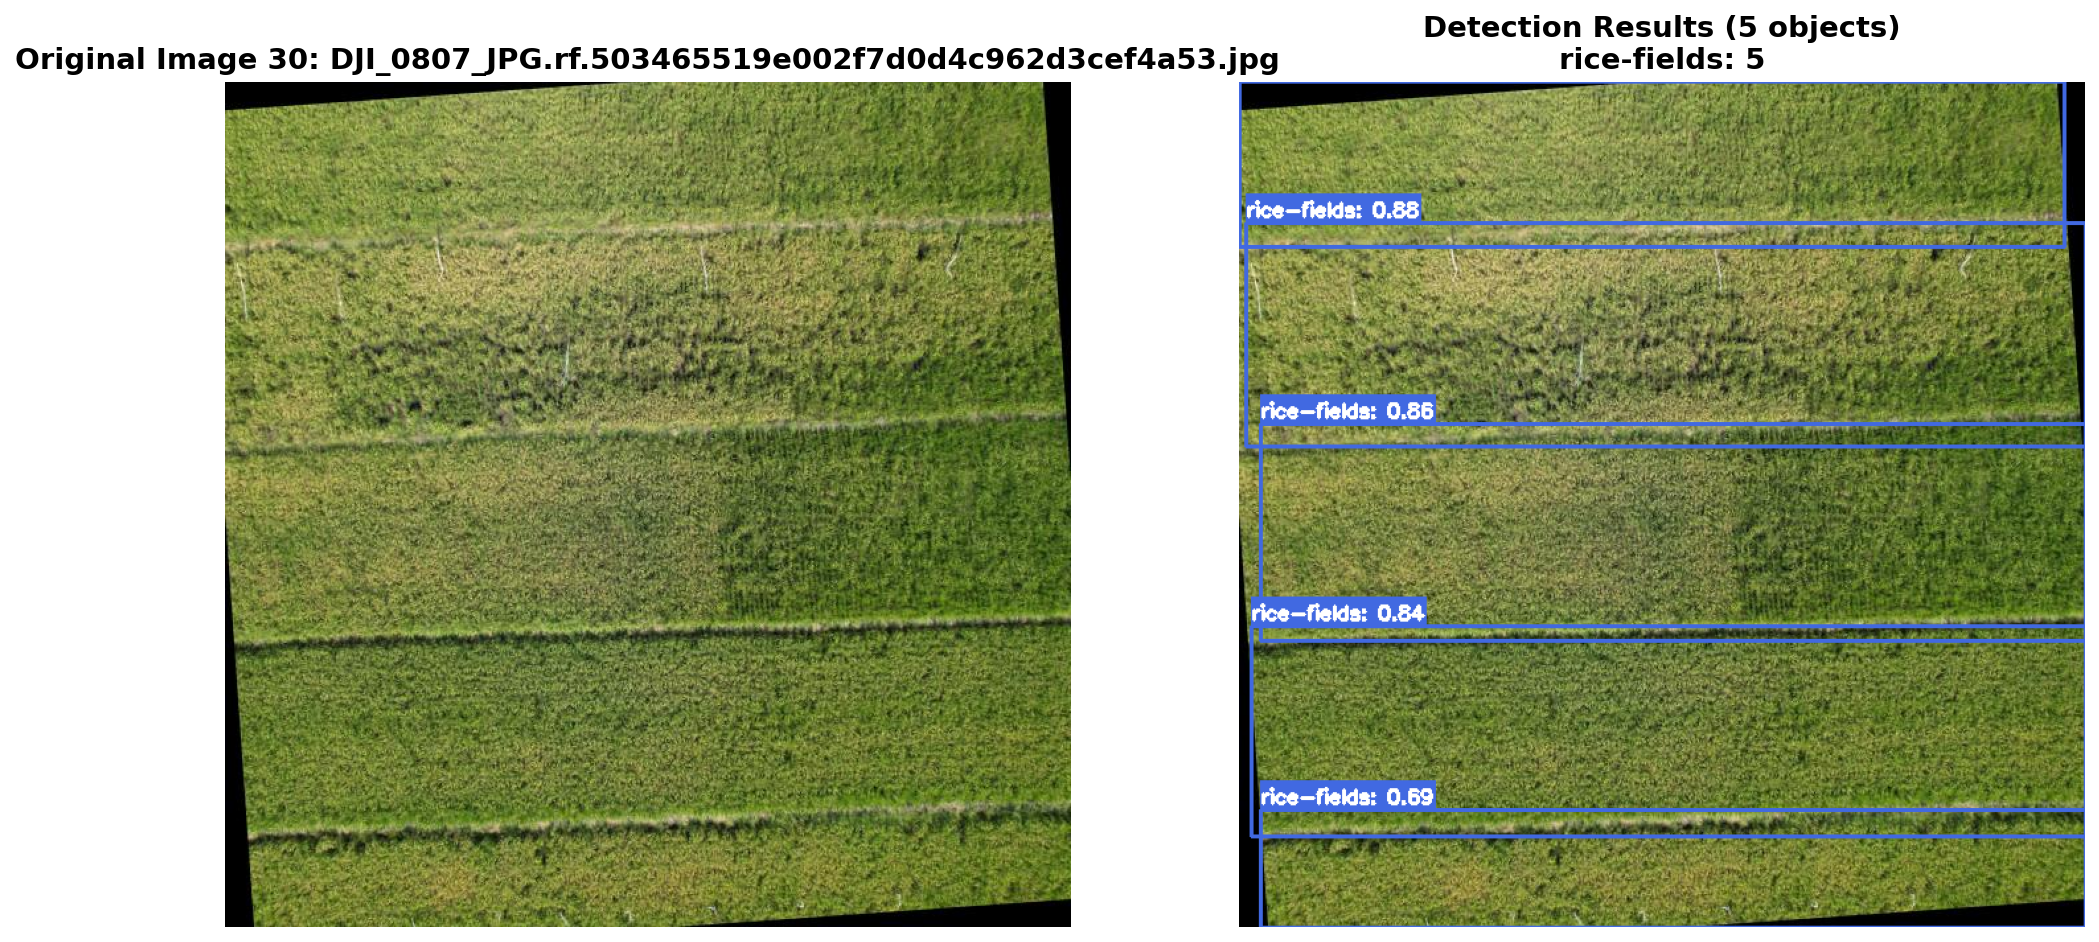 Original Image 30: DJI_0807_JPG.rf.503465519e002f7d0d4c962d3cef4a53.jpg
Detection Results (5 objects)
rice-fields: 5
rice-fields: 0.88
rice-fields: 0.86
rice-fields: 0.84
rice-fields: 0.69